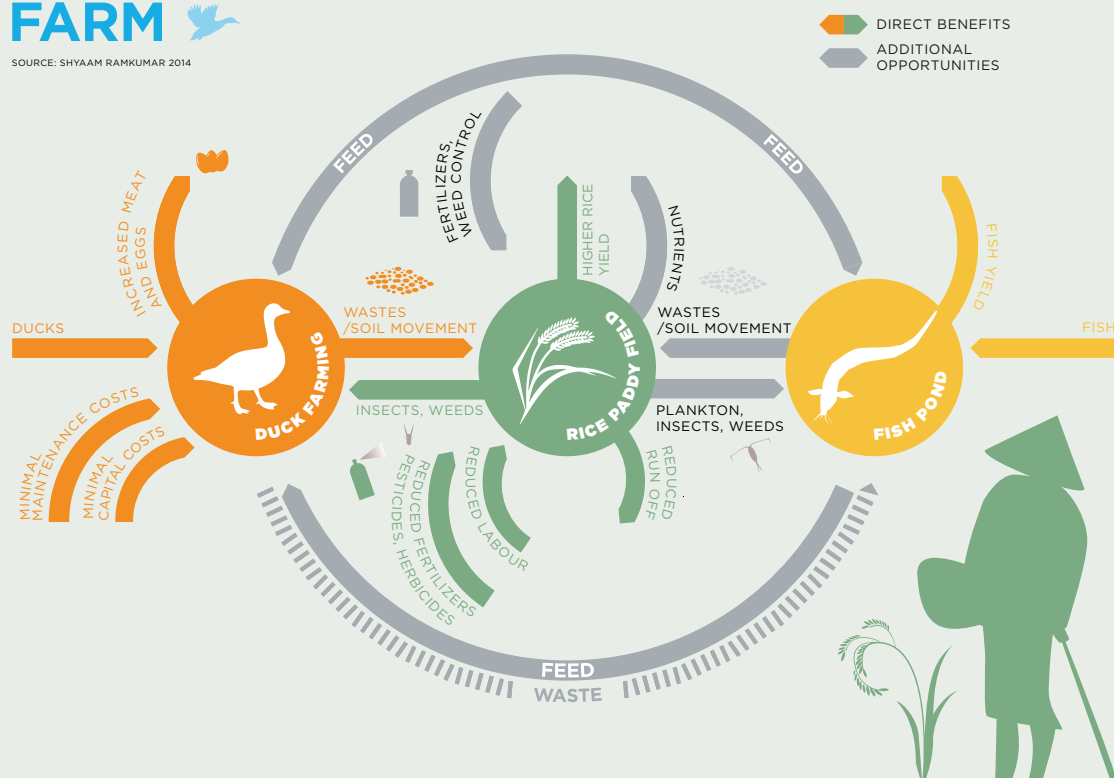 FARM
SOURCE: SHYAAM RAMKUMAR 2014
DIRECT BENEFITS
ADDITIONAL
OPPORTUNITIES
FEED
FEED
FERTILIZERS,
WEED CONTROL
INCREASED MEAT
AND EGGS
HIGHER RICE
YIELD
NUTRIENTS
FISH YIELD
DUCKS
WASTES
/SOIL MOVEMENT
WASTES
/SOIL MOVEMENT
FISH
DUCK FARMING
RICE PADDY FIELD
FISH POND
INSECTS, WEEDS
PLANKTON,
INSECTS, WEEDS
MINIMAL
MAINTENANCE COSTS
MINIMAL
CAPITAL COSTS
REDUCED FERTILIZERS
PESTICIDES, HERBICIDES
REDUCED LABOUR
REDUCED
RUN OFF
FEED
WASTE